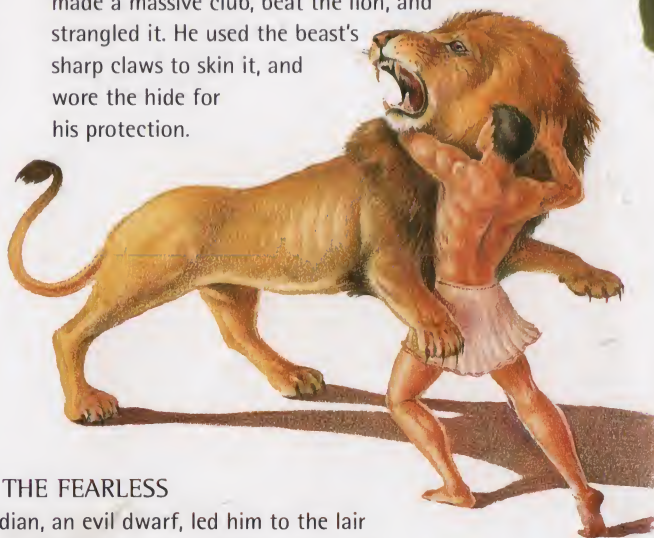 made a massive club, beat the lion, and
strangled it. He used the beast's
sharp claws to skin it, and
wore the hide for
his protection.
THE FEARLESS
dian, an evil dwarf, led him to the lair